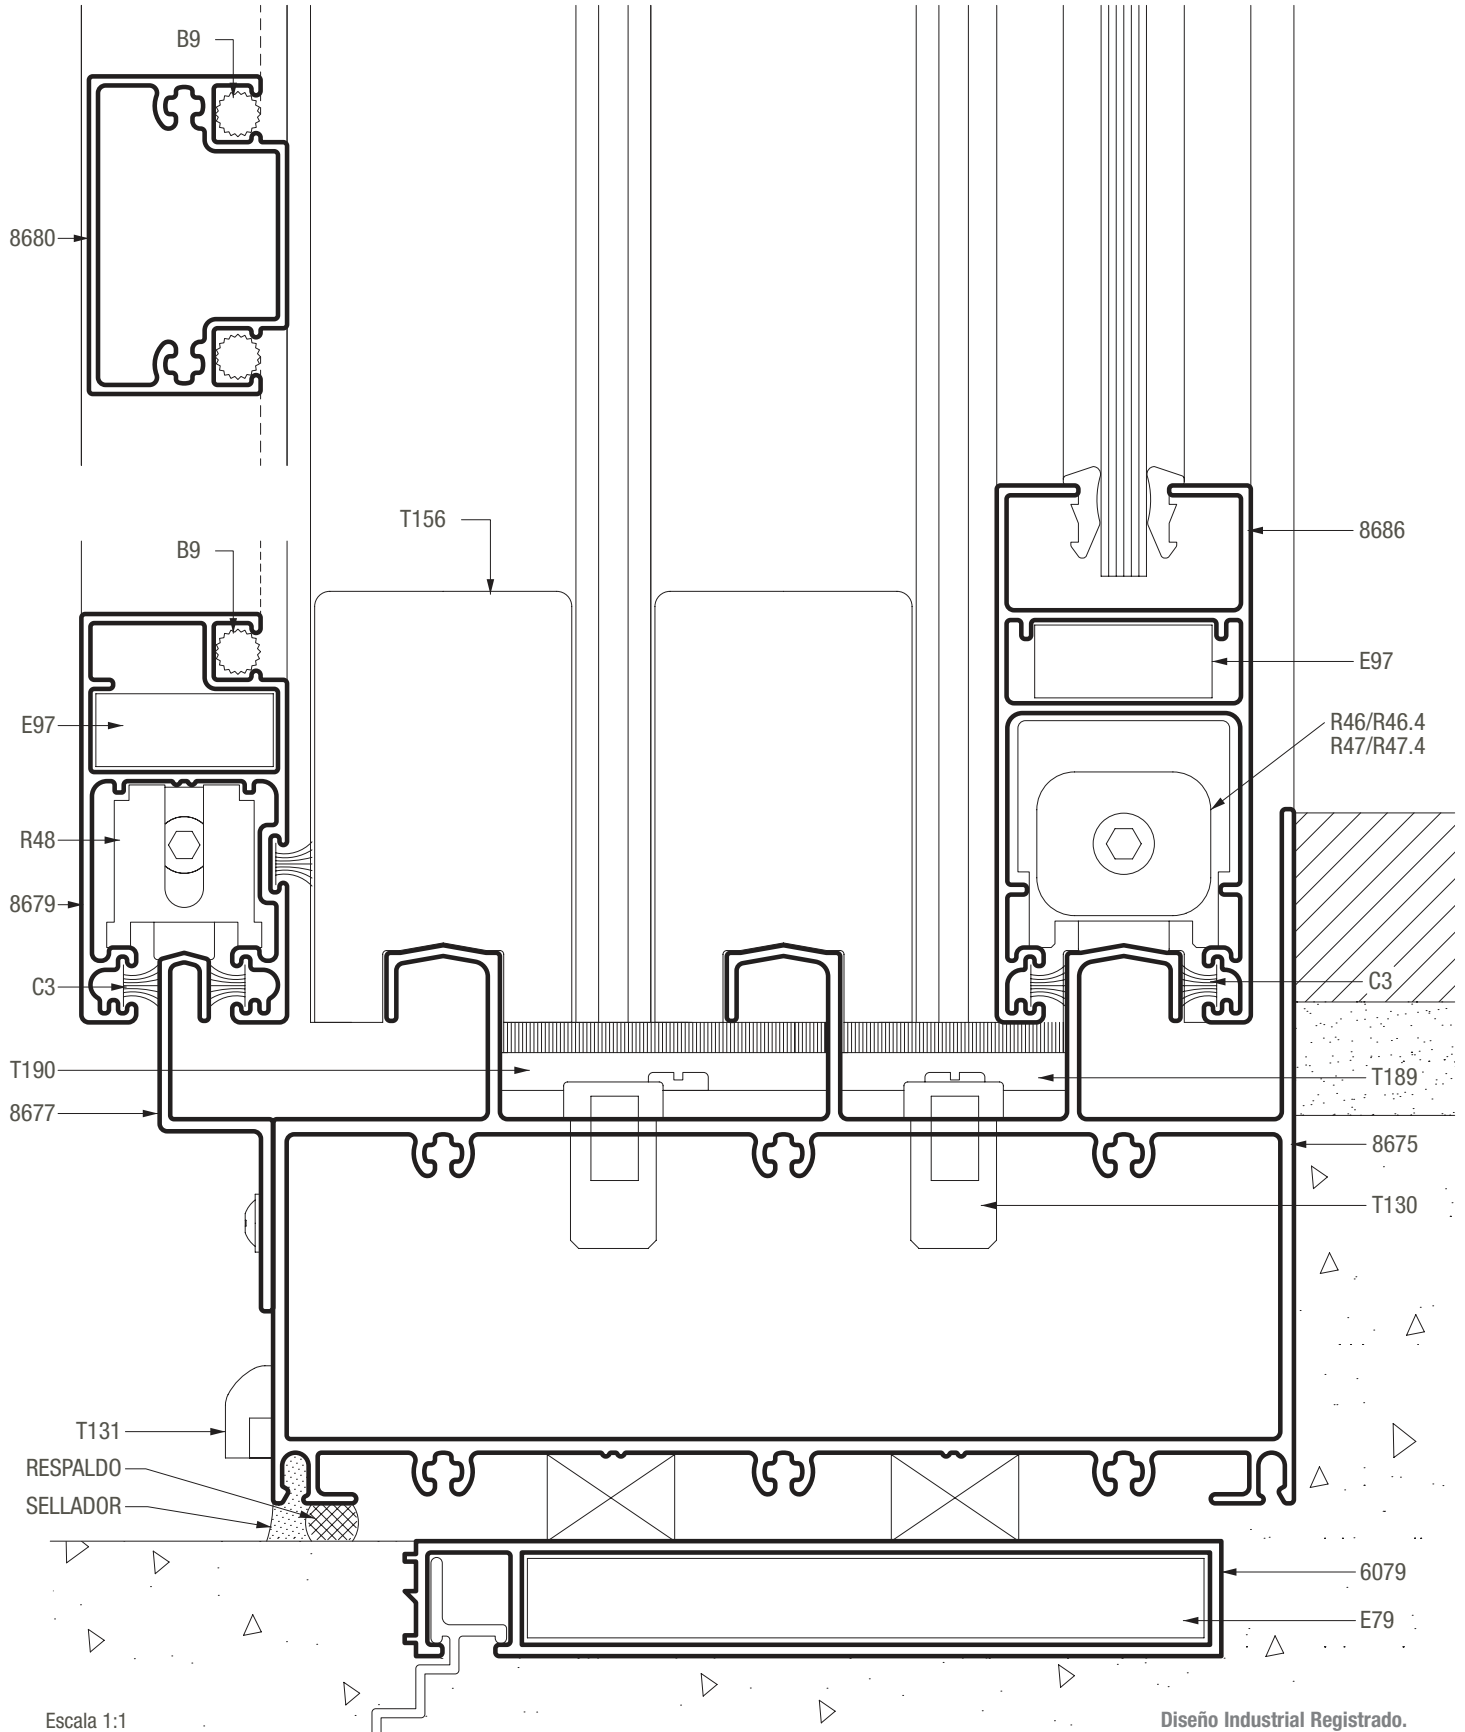 B9
8680
T156
B9
8686
E97
E97
R46/R46.4
R47/R47.4
R48
8679
C3
C3
T190
T189
8677
8675
T130
T131
RESPALDO
SELLADOR
6079
E79
Escala 1:1
Diseño Industrial Registrado.